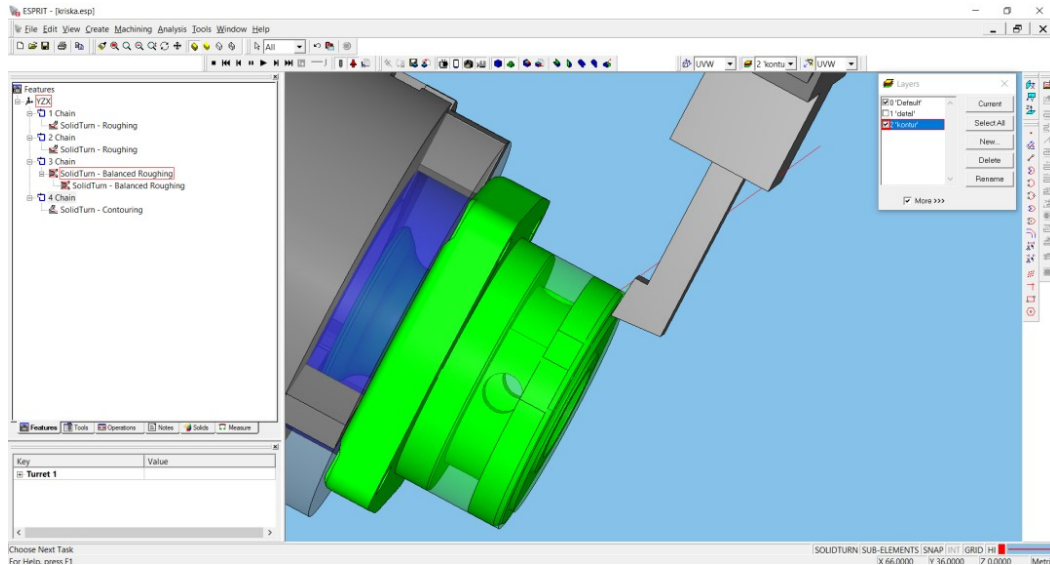 ESPRIT - [kriska.esp]
File Edit View Create Machining Analysis Tools Window Help
All
UVW 2 'kontu UVW
Features
YZX
1 Chain
SolidTurn - Roughing
2 Chain
SolidTurn - Roughing
3 Chain
SolidTurn - Balanced Roughing
SolidTurn - Balanced Roughing
4 Chain
SolidTurn - Contouring
Features Tools Operations Notes Solids Measure
Key Value
Turret 1
Layers
0 'Default'
1 'detal'
2 'kontur'
Current
Select All
New...
Delete
Rename
More >>>
Choose Next Task
SOLIDTURN SUB-ELEMENTS SNAP INT GRID HI
For Help, press F1
X 66.0000 Y 36.0000 Z 0.0000 Metri